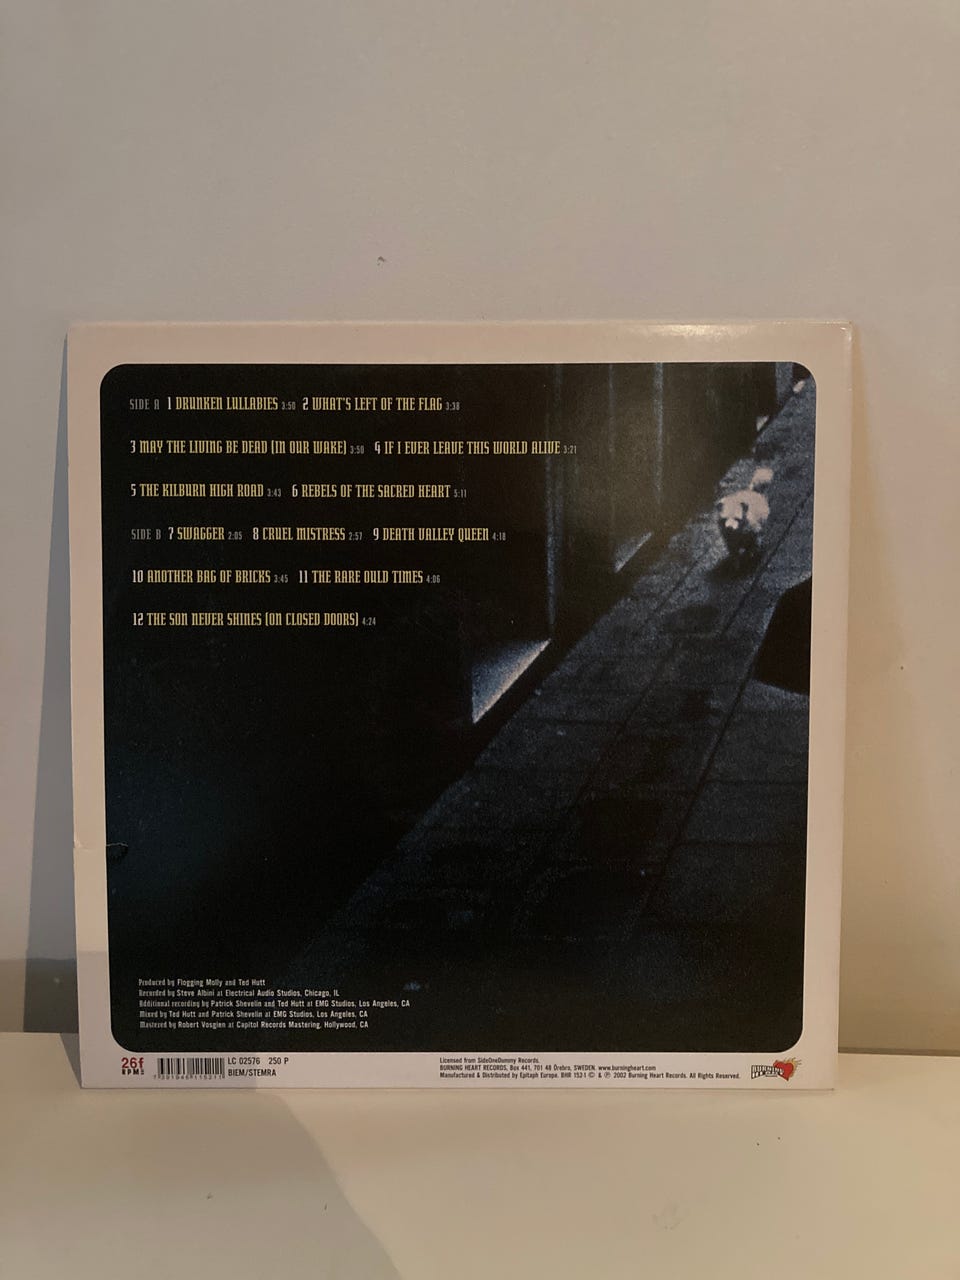 SIDE A 1 DRUNKEN LULLABIES 3:50 2 WHAT'S LEFT OF THE FLAG 3:38
3 MAY THE LIVING BE DEAD (IN OUR WAKE) 3:50 4 IF I EVER LEAVE THIS WORLD ALIVE 3:21
5 THE KILBURN HIGH ROAD 3:43 6 REBELS OF THE SACRED HEART 5:11
SIDE B 7 SWAGGER 2:05 8 CRUEL MISTRESS 2:57 9 DEATH VALLEY QUEEN 4:18
10 ANOTHER BAG OF BRICKS 3:45 11 THE RARE OULD TIMES 4:06
12 THE SON NEVER SHINES (ON CLOSED DOORS) 4:24
Produced by Flogging Molly and Ted Hutt
Recorded by Steve Albini at Electrical Audio Studios, Chicago, IL
Additional recording by Patrick Shevelin and Ted Hutt at EMG Studios, Los Angeles, CA
Mixed by Ted Hutt and Patrick Shevelin at EMG Studios, Los Angeles, CA
Mastered by Robert Vosgien at Capitol Records Mastering, Hollywood, CA
26f
RPM
LC 02576 250 P
BIEM/STEMRA
Licensed from SideOneDummy Records.
BURNING HEART RECORDS, Box 441, 701 48 Örebro, SWEDEN. www.burningheart.com
Manufactured & Distributed by Epitaph Europe. BHR 152-1 © & ℗ 2002 Burning Heart Records. All Rights Reserved.
BURNING
HEART